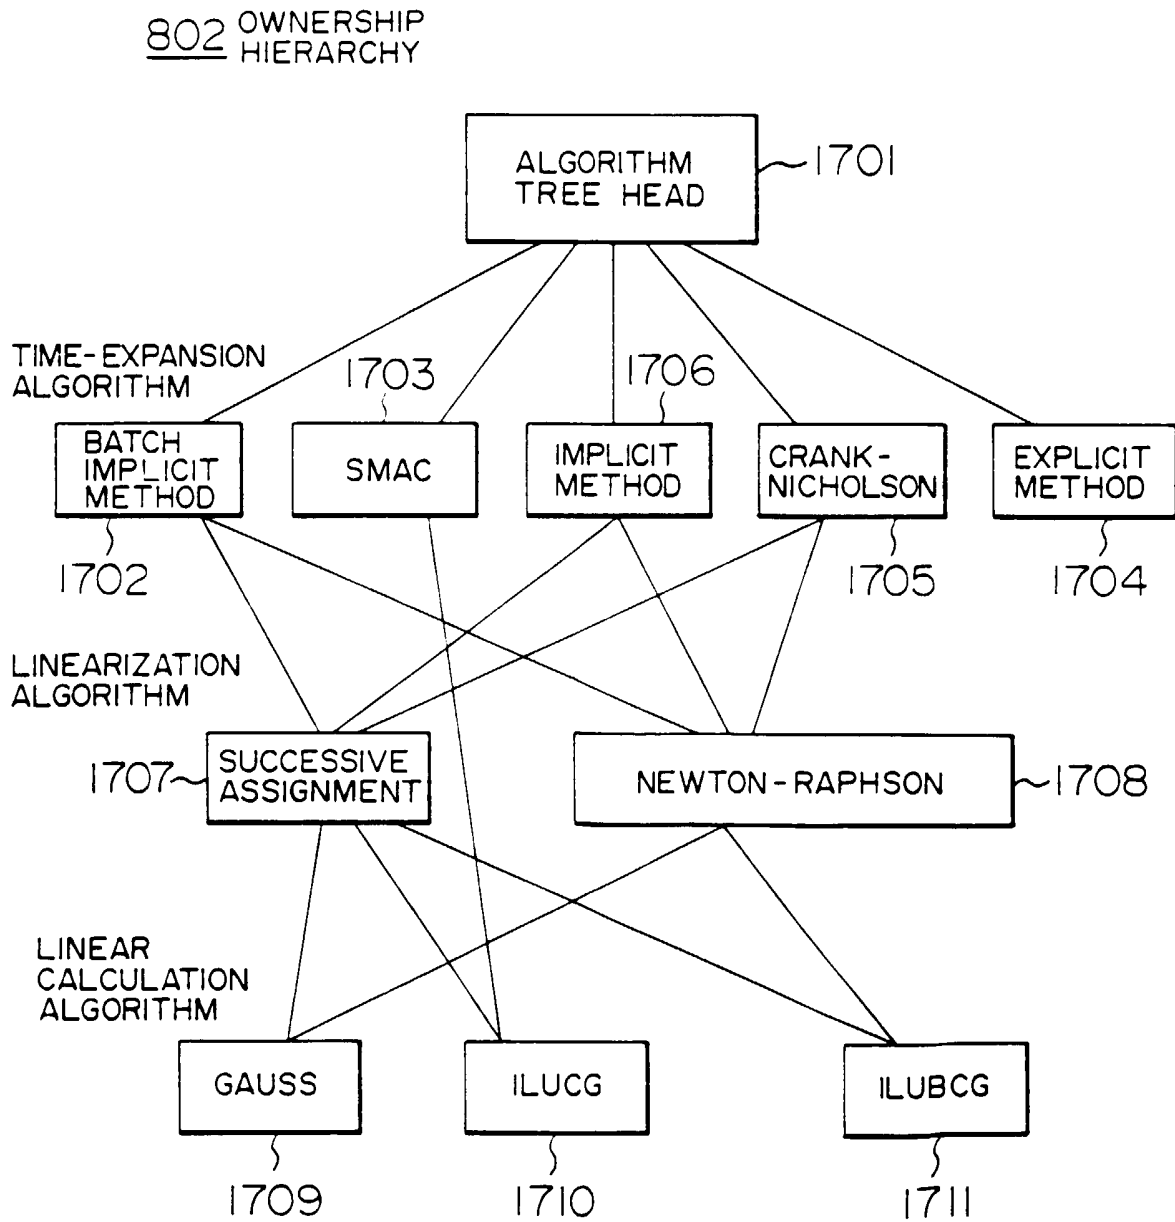 802 OWNERSHIP
HIERARCHY
ALGORITHM
TREE HEAD
1701
TIME-EXPANSION
ALGORITHM
1703
1706
BATCH
IMPLICIT
METHOD
SMAC
IMPLICIT
METHOD
CRANK-
NICHOLSON
EXPLICIT
METHOD
1702
1705
1704
LINEARIZATION
ALGORITHM
1707
SUCCESSIVE
ASSIGNMENT
NEWTON-RAPHSON
1708
LINEAR
CALCULATION
ALGORITHM
GAUSS
ILUCG
ILUBCG
1709
1710
1711